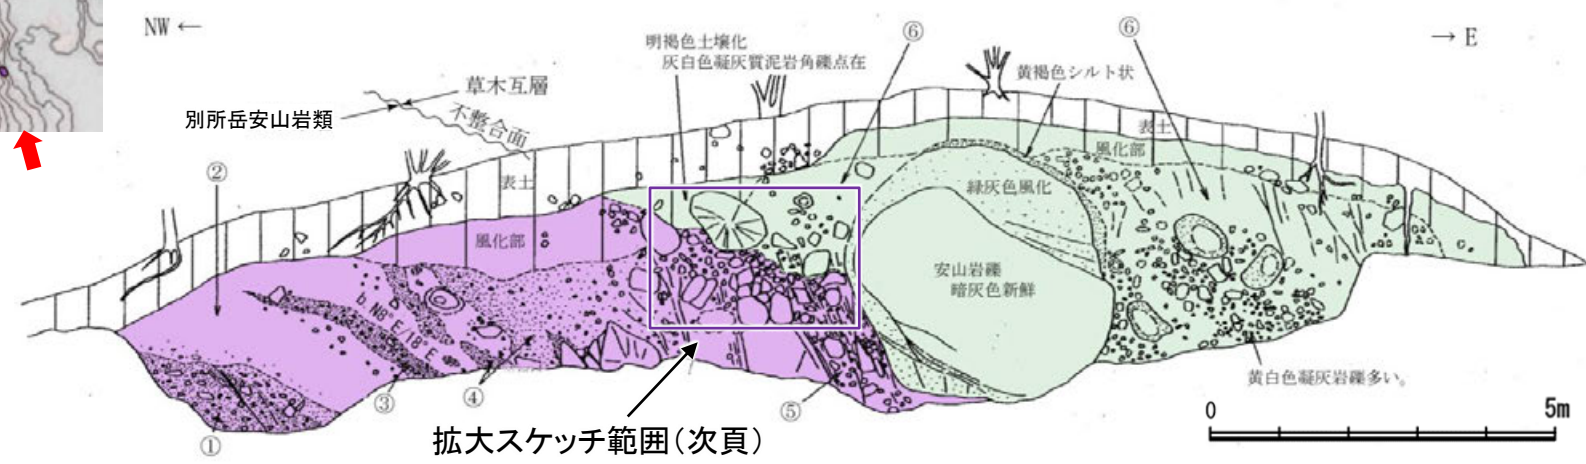 NW ←
→ E
⑥
⑥
明褐色土壌化
灰白色凝灰質泥岩角礫点在
黄褐色シルト状
草木互層
別所岳安山岩類
不整合面
表土
風化部
②
表土
緑灰色風化
風化部
安山岩礫
暗灰色新鮮
b N8°E/18°E
黄白色凝灰岩礫多い。
③
④
⑤
①
拡大スケッチ範囲(次頁)
0
5m